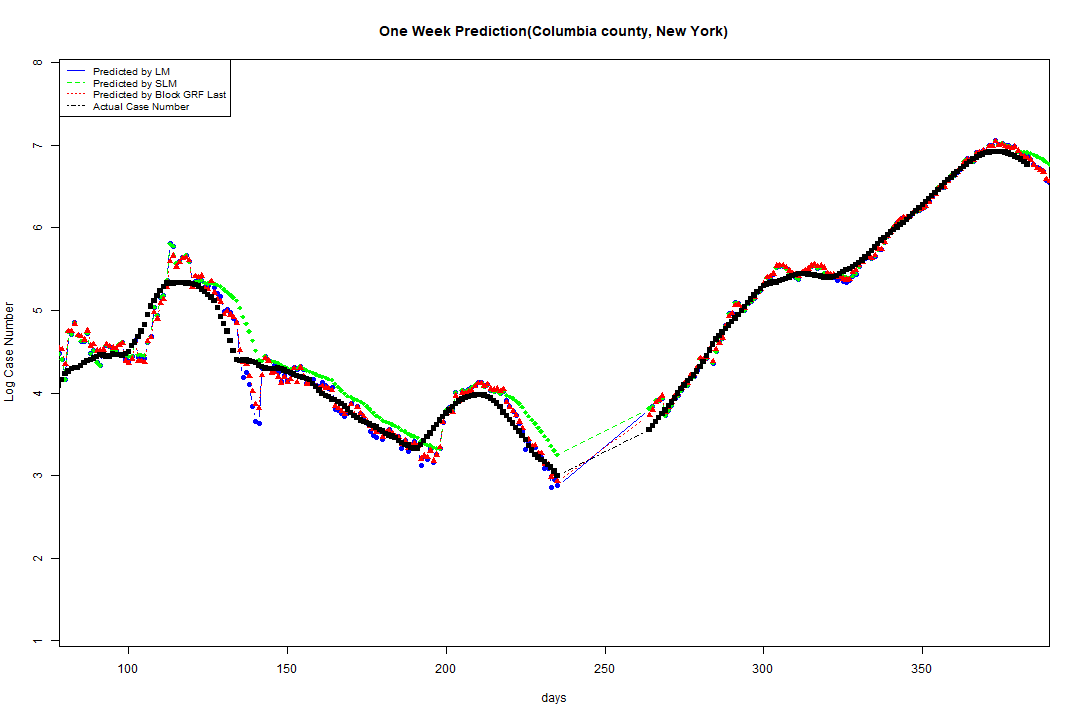 One Week Prediction(Columbia county, New York)
Predicted by LM
Predicted by SLM
Predicted by Block GRF Last
Actual Case Number
Log Case Number
8
7
6
5
4
3
2
1
100 150 200 250 300 350
days